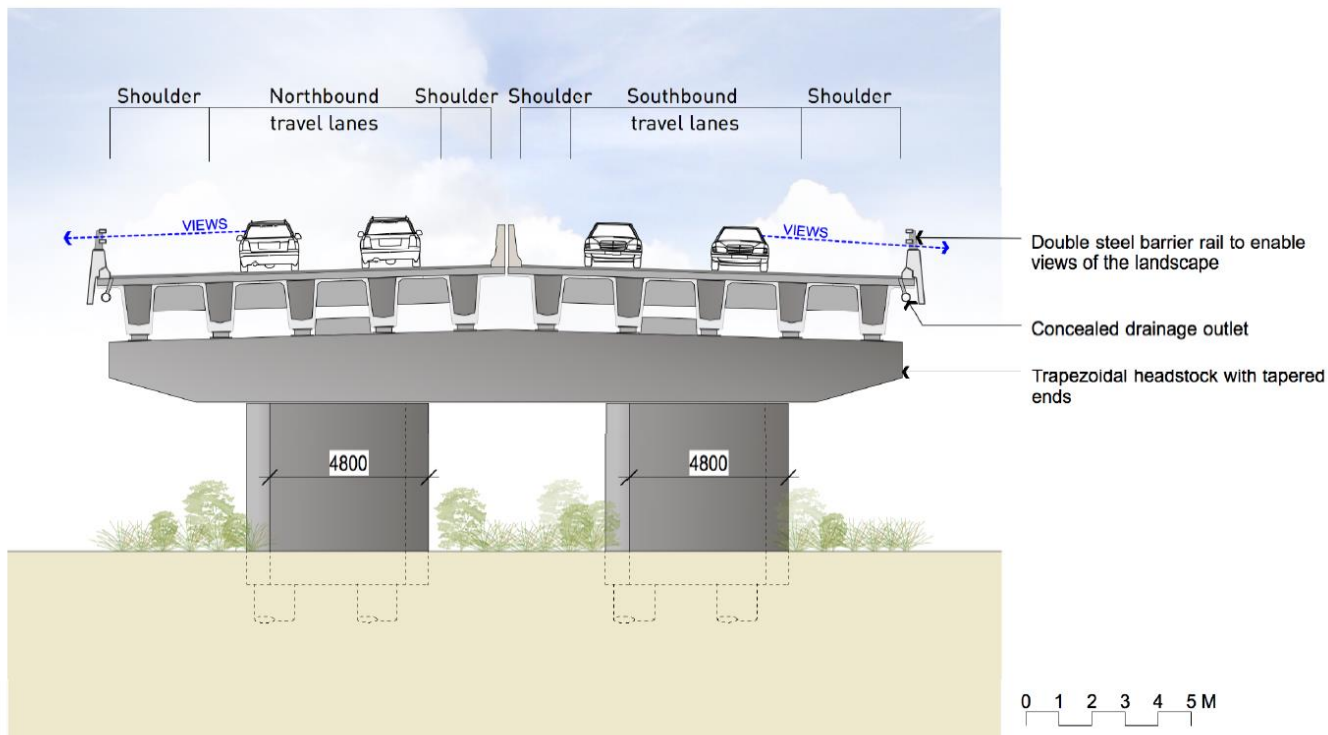 Shoulder Northbound Shoulder Shoulder Southbound Shoulder
travel lanes travel lanes
VIEWS VIEWS
Double steel barrier rail to enable
views of the landscape
Concealed drainage outlet
Trapezoidal headstock with tapered
ends
4800 4800
0 1 2 3 4 5 M